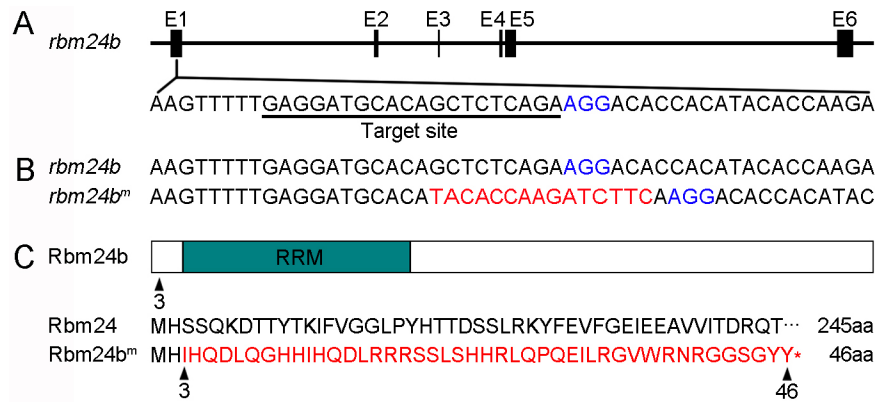 A E1 E2 E3 E4 E5 E6
rbm24b
AAGTTTTTGAGGATGCACAGCTCTCAGAAGGACACCACATACACCAAGA
Target site
B rbm24b AAGTTTTTGAGGATGCACAGCTCTCAGAAGGACACCACATACACCAAGA
rbm24bᵐ AAGTTTTTGAGGATGCACATACACCAAGATCTTCAAGGACACCACATAC
C Rbm24b RRM
3
Rbm24 MHSSQKDTTYTKIFVGGLPYHTTDSSLRKYFEVFGEIEEAVVITDRQT··· 245aa
Rbm24bᵐ MHIHQDLQGHHIHQDLRRRSSLSHHRLQPQEILRGVWRNRGGSGYY* 46aa
3 46